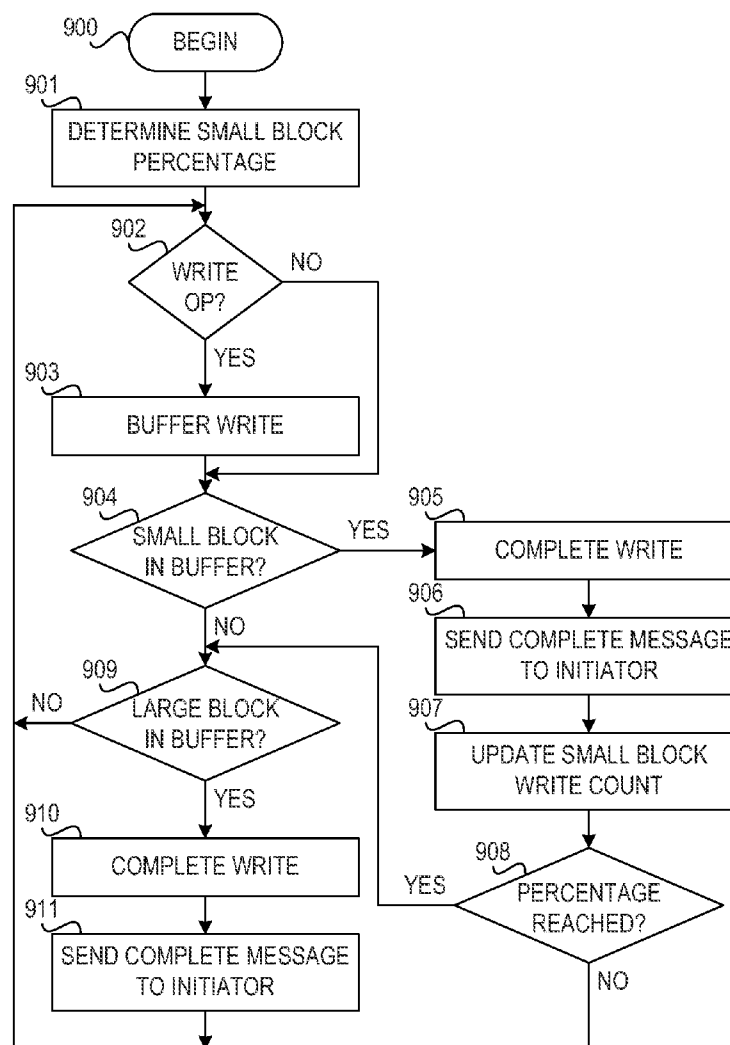 900
BEGIN
901
DETERMINE SMALL BLOCK
PERCENTAGE
902
WRITE
OP?
NO
YES
903
BUFFER WRITE
904
SMALL BLOCK
IN BUFFER?
YES
NO
905
COMPLETE WRITE
906
SEND COMPLETE MESSAGE
TO INITIATOR
907
UPDATE SMALL BLOCK
WRITE COUNT
908
PERCENTAGE
REACHED?
YES
NO
909
LARGE BLOCK
IN BUFFER?
NO
YES
910
COMPLETE WRITE
911
SEND COMPLETE MESSAGE
TO INITIATOR